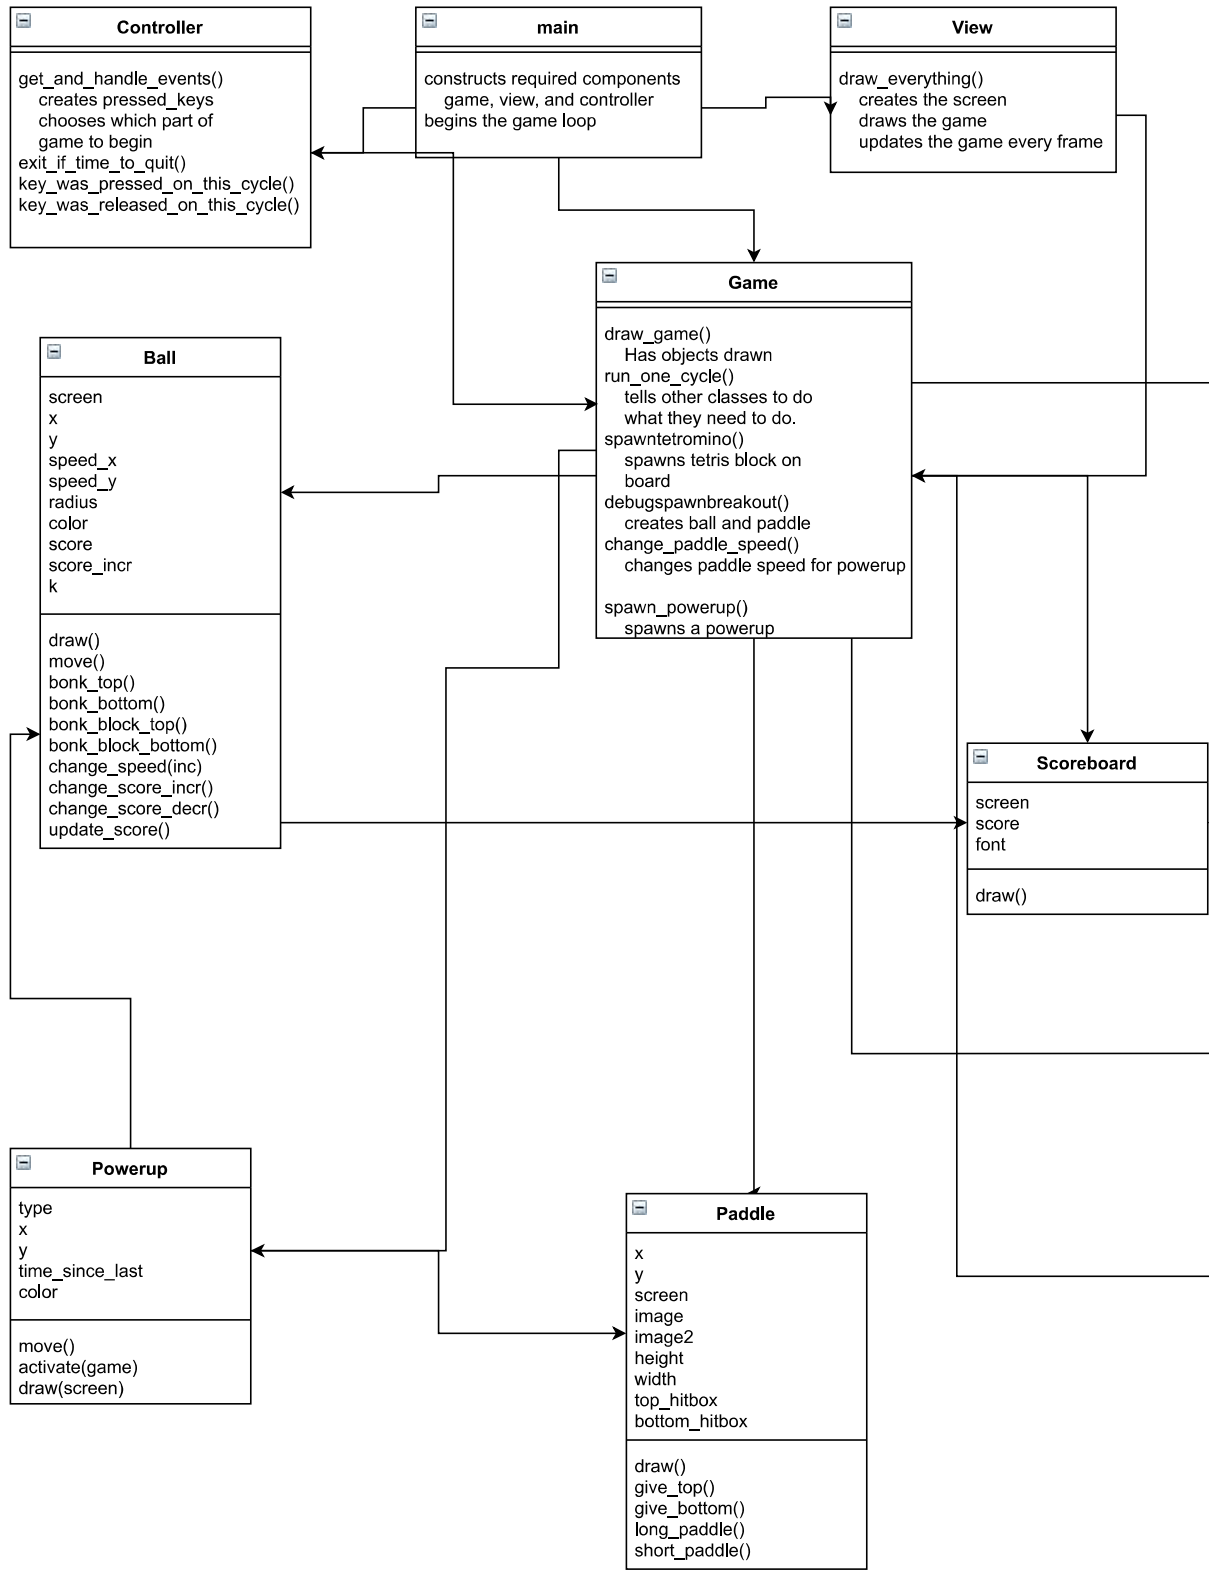 Controller
get_and_handle_events()
creates pressed_keys
chooses which part of
game to begin
exit_if_time_to_quit()
key_was_pressed_on_this_cycle()
key_was_released_on_this_cycle()
main
constructs required components
game, view, and controller
begins the game loop
View
draw_everything()
creates the screen
draws the game
updates the game every frame
Game
draw_game()
Has objects drawn
run_one_cycle()
tells other classes to do
what they need to do.
spawntetromino()
spawns tetris block on
board
debugspawnbreakout()
creates ball and paddle
change_paddle_speed()
changes paddle speed for powerup
spawn_powerup()
spawns a powerup
Ball
screen
x
y
speed_x
speed_y
radius
color
score
score_incr
k
draw()
move()
bonk_top()
bonk_bottom()
bonk_block_top()
bonk_block_bottom()
change_speed(inc)
change_score_incr()
change_score_decr()
update_score()
Scoreboard
screen
score
font
draw()
Powerup
type
x
y
time_since_last
color
move()
activate(game)
draw(screen)
Paddle
x
y
screen
image
image2
height
width
top_hitbox
bottom_hitbox
draw()
give_top()
give_bottom()
long_paddle()
short_paddle()